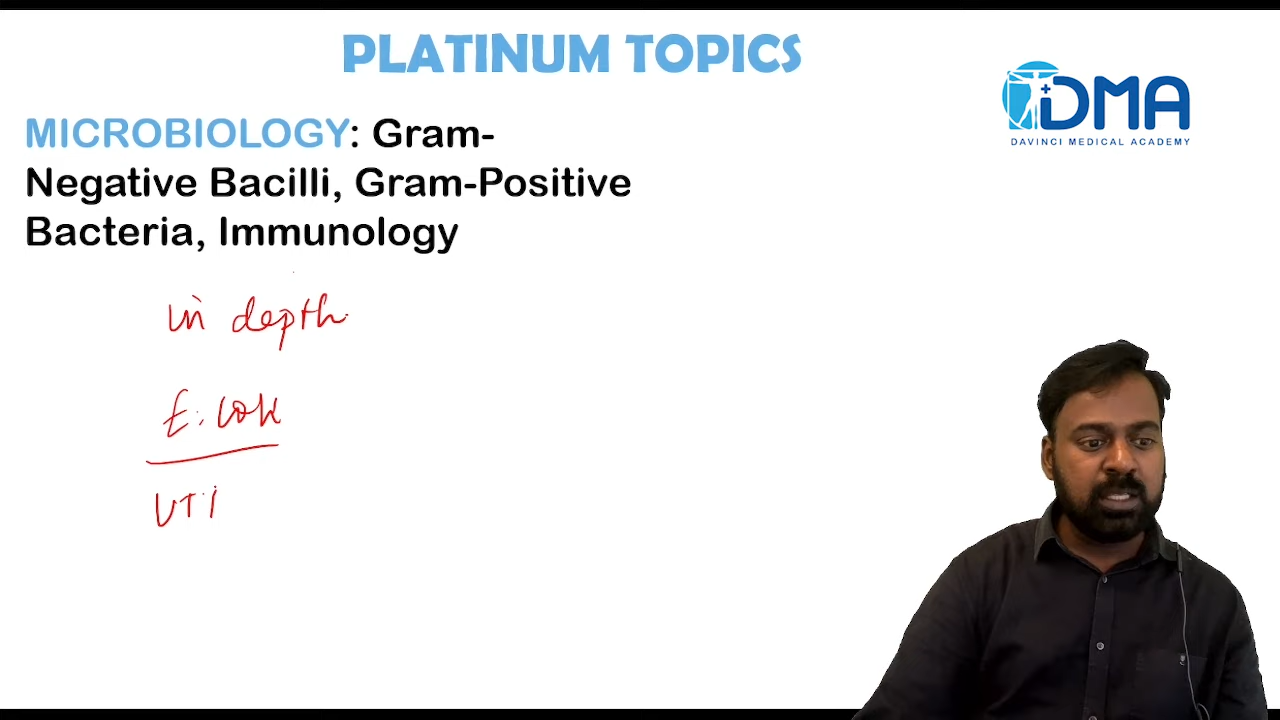 PLATINUM TOPICS
DMA
DAVINCI MEDICAL ACADEMY
MICROBIOLOGY: Gram-
Negative Bacilli, Gram-Positive
Bacteria, Immunology
in depth
E. coli
UTI